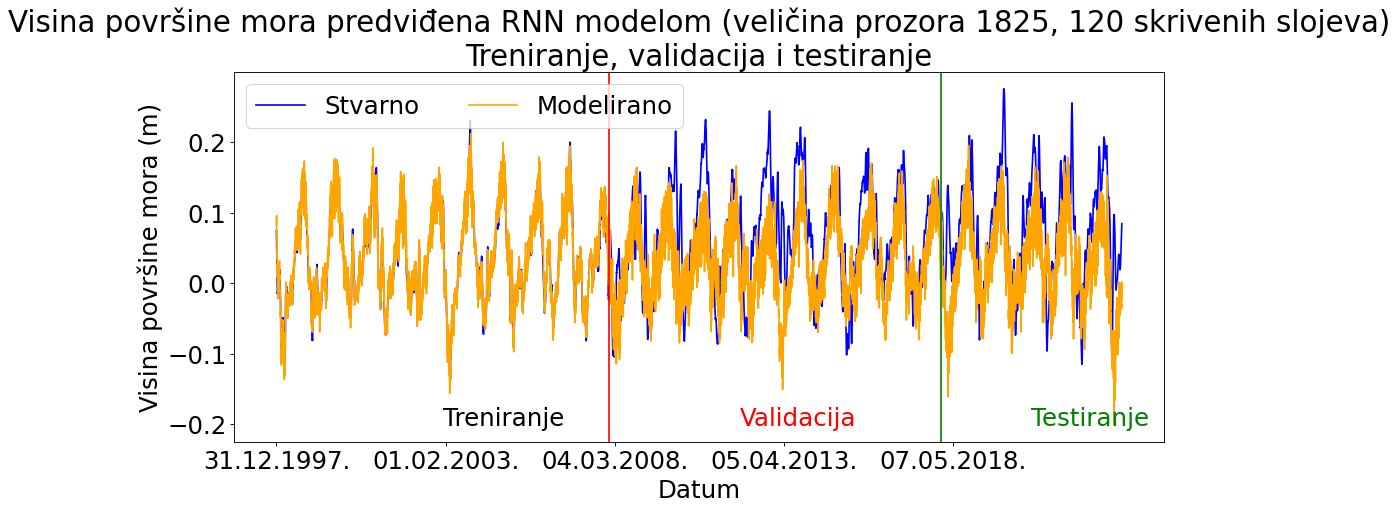 Visina površine mora predviđena RNN modelom (veličina prozora 1825, 120 skrivenih slojeva)
Treniranje, validacija i testiranje
Stvarno
Modelirano
Visina površine mora (m)
0.2
0.1
0.0
−0.1
−0.2
Treniranje
Validacija
Testiranje
31.12.1997.
01.02.2003.
04.03.2008.
05.04.2013.
07.05.2018.
Datum